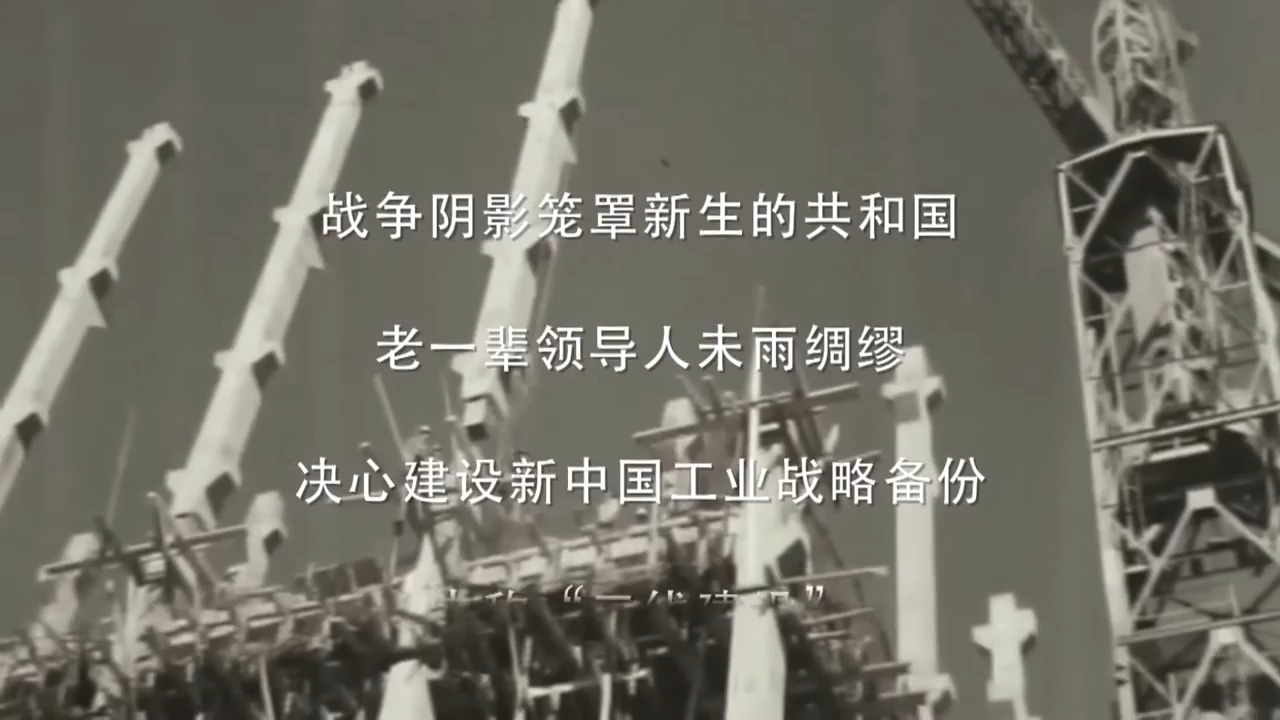 战争阴影笼罩新生的共和国
老一辈领导人未雨绸缪
决心建设新中国工业战略备份